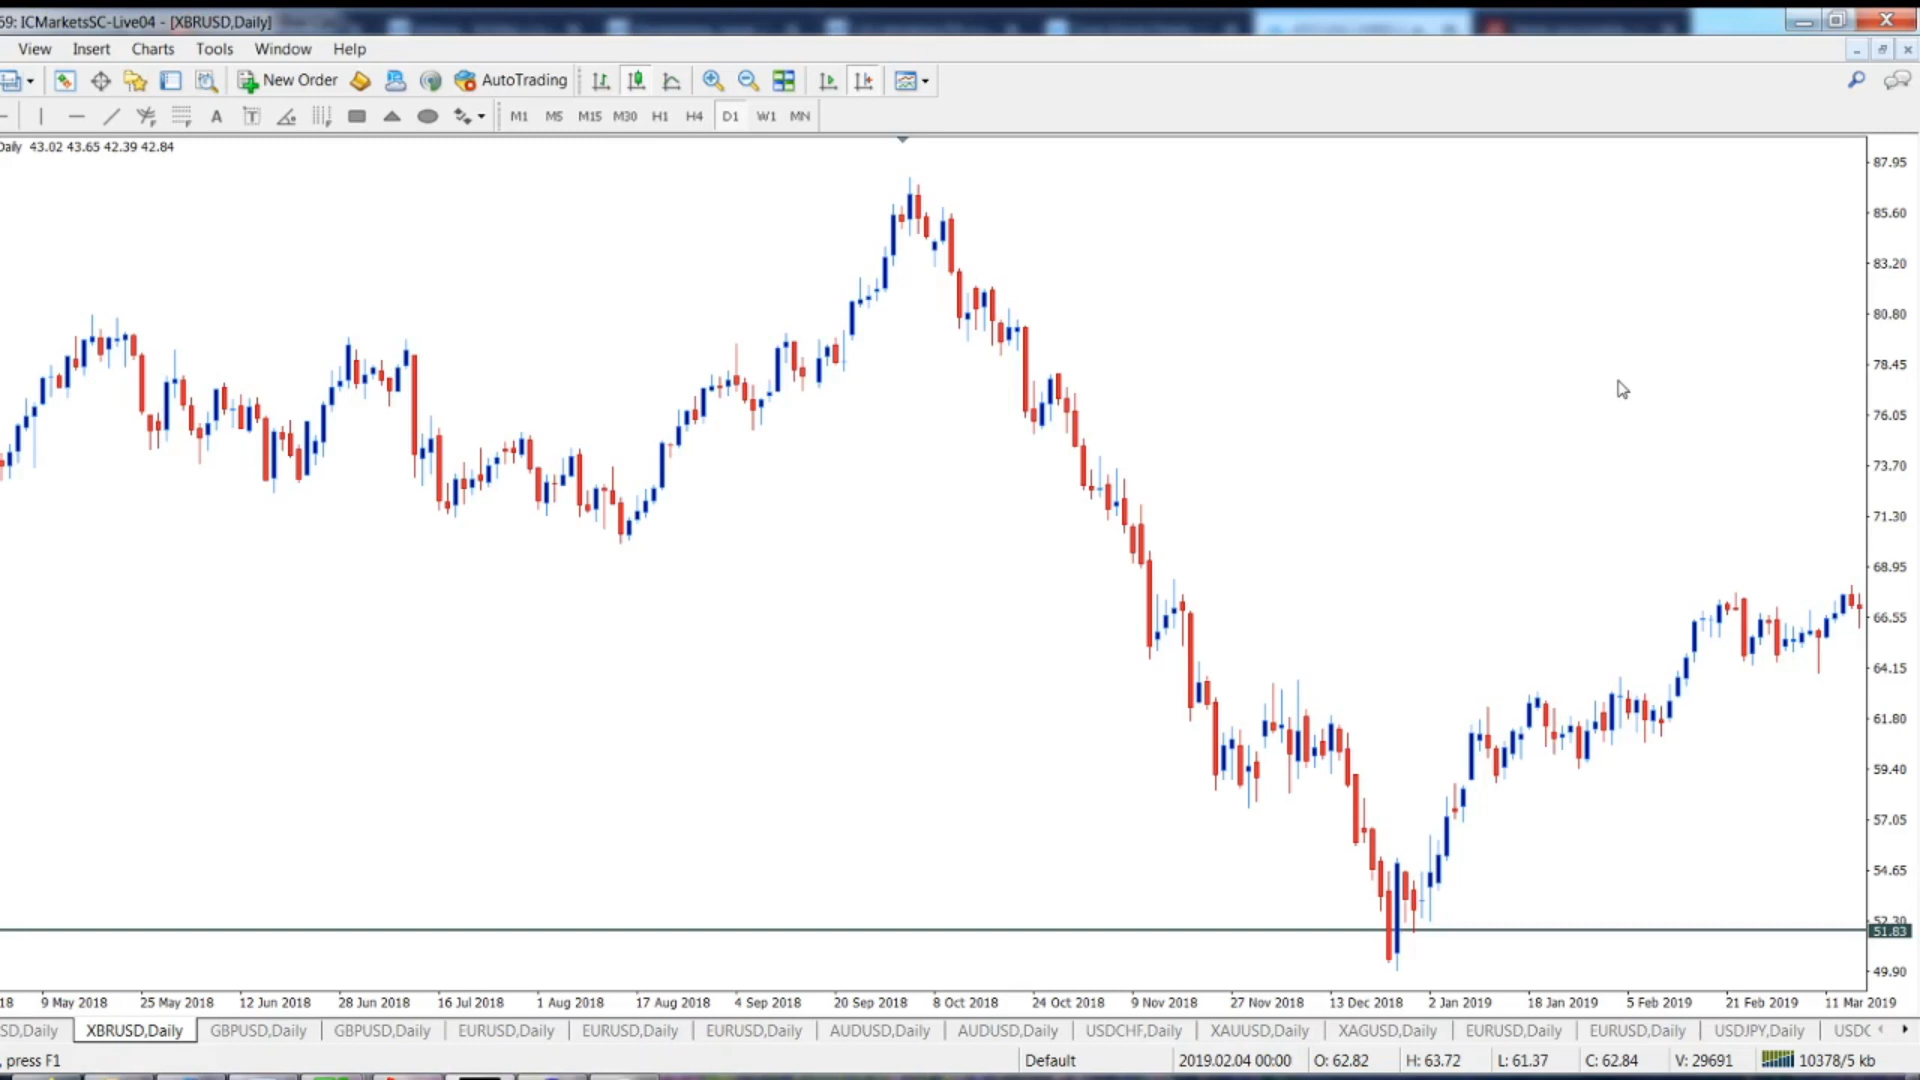 59: ICMarketsSC-Live04 - [XBRUSD,Daily]
View Insert Charts Tools Window Help
New Order AutoTrading
A T M1 M5 M15 M30 H1 H4 D1 W1 MN
Daily 43.02 43.65 42.39 42.84
87.95
85.60
83.20
80.80
78.45
76.05
73.70
71.30
68.95
66.55
64.15
61.80
59.40
57.05
54.65
52.30
51.83
49.90
18 9 May 2018 25 May 2018 12 Jun 2018 28 Jun 2018 16 Jul 2018 1 Aug 2018 17 Aug 2018 4 Sep 2018 20 Sep 2018 8 Oct 2018 24 Oct 2018 9 Nov 2018 27 Nov 2018 13 Dec 2018 2 Jan 2019 18 Jan 2019 5 Feb 2019 21 Feb 2019 11 Mar 2019
SD,Daily XBRUSD,Daily GBPUSD,Daily GBPUSD,Daily EURUSD,Daily EURUSD,Daily EURUSD,Daily AUDUSD,Daily AUDUSD,Daily USDCHF,Daily XAUUSD,Daily XAGUSD,Daily EURUSD,Daily EURUSD,Daily USDJPY,Daily USDC
, press F1 Default 2019.02.04 00:00 O: 62.82 H: 63.72 L: 61.37 C: 62.84 V: 29691 10378/5 kb